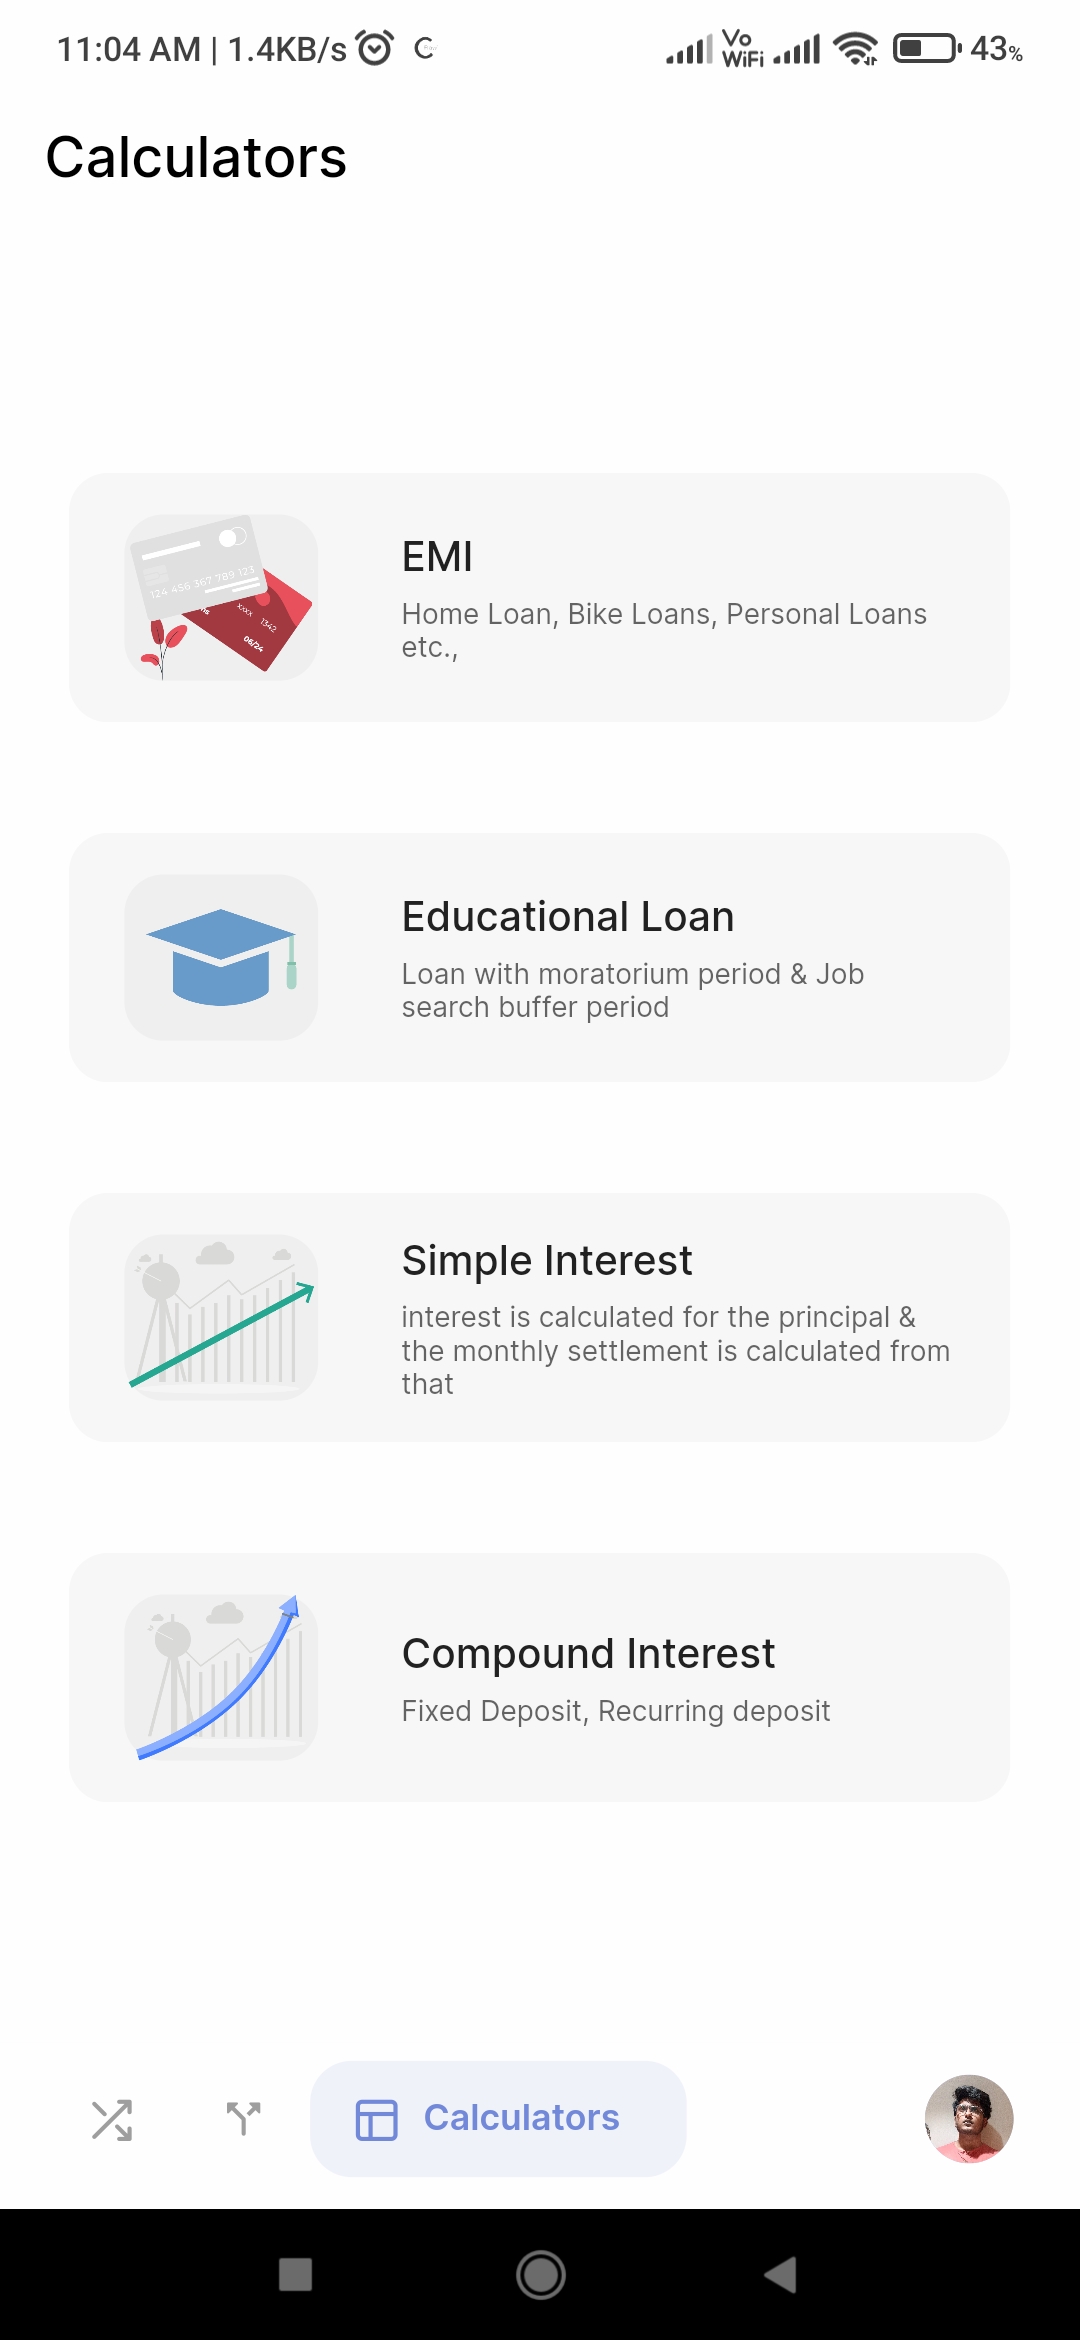 11:04 AM | 1.4KB/s
Vo
WiFi
43%
Calculators
124 456 367 789 123
xxxx 1342
06/24
EMI
Home Loan, Bike Loans, Personal Loans
etc.,
Educational Loan
Loan with moratorium period & Job
search buffer period
Simple Interest
interest is calculated for the principal &
the monthly settlement is calculated from
that
Compound Interest
Fixed Deposit, Recurring deposit
Calculators